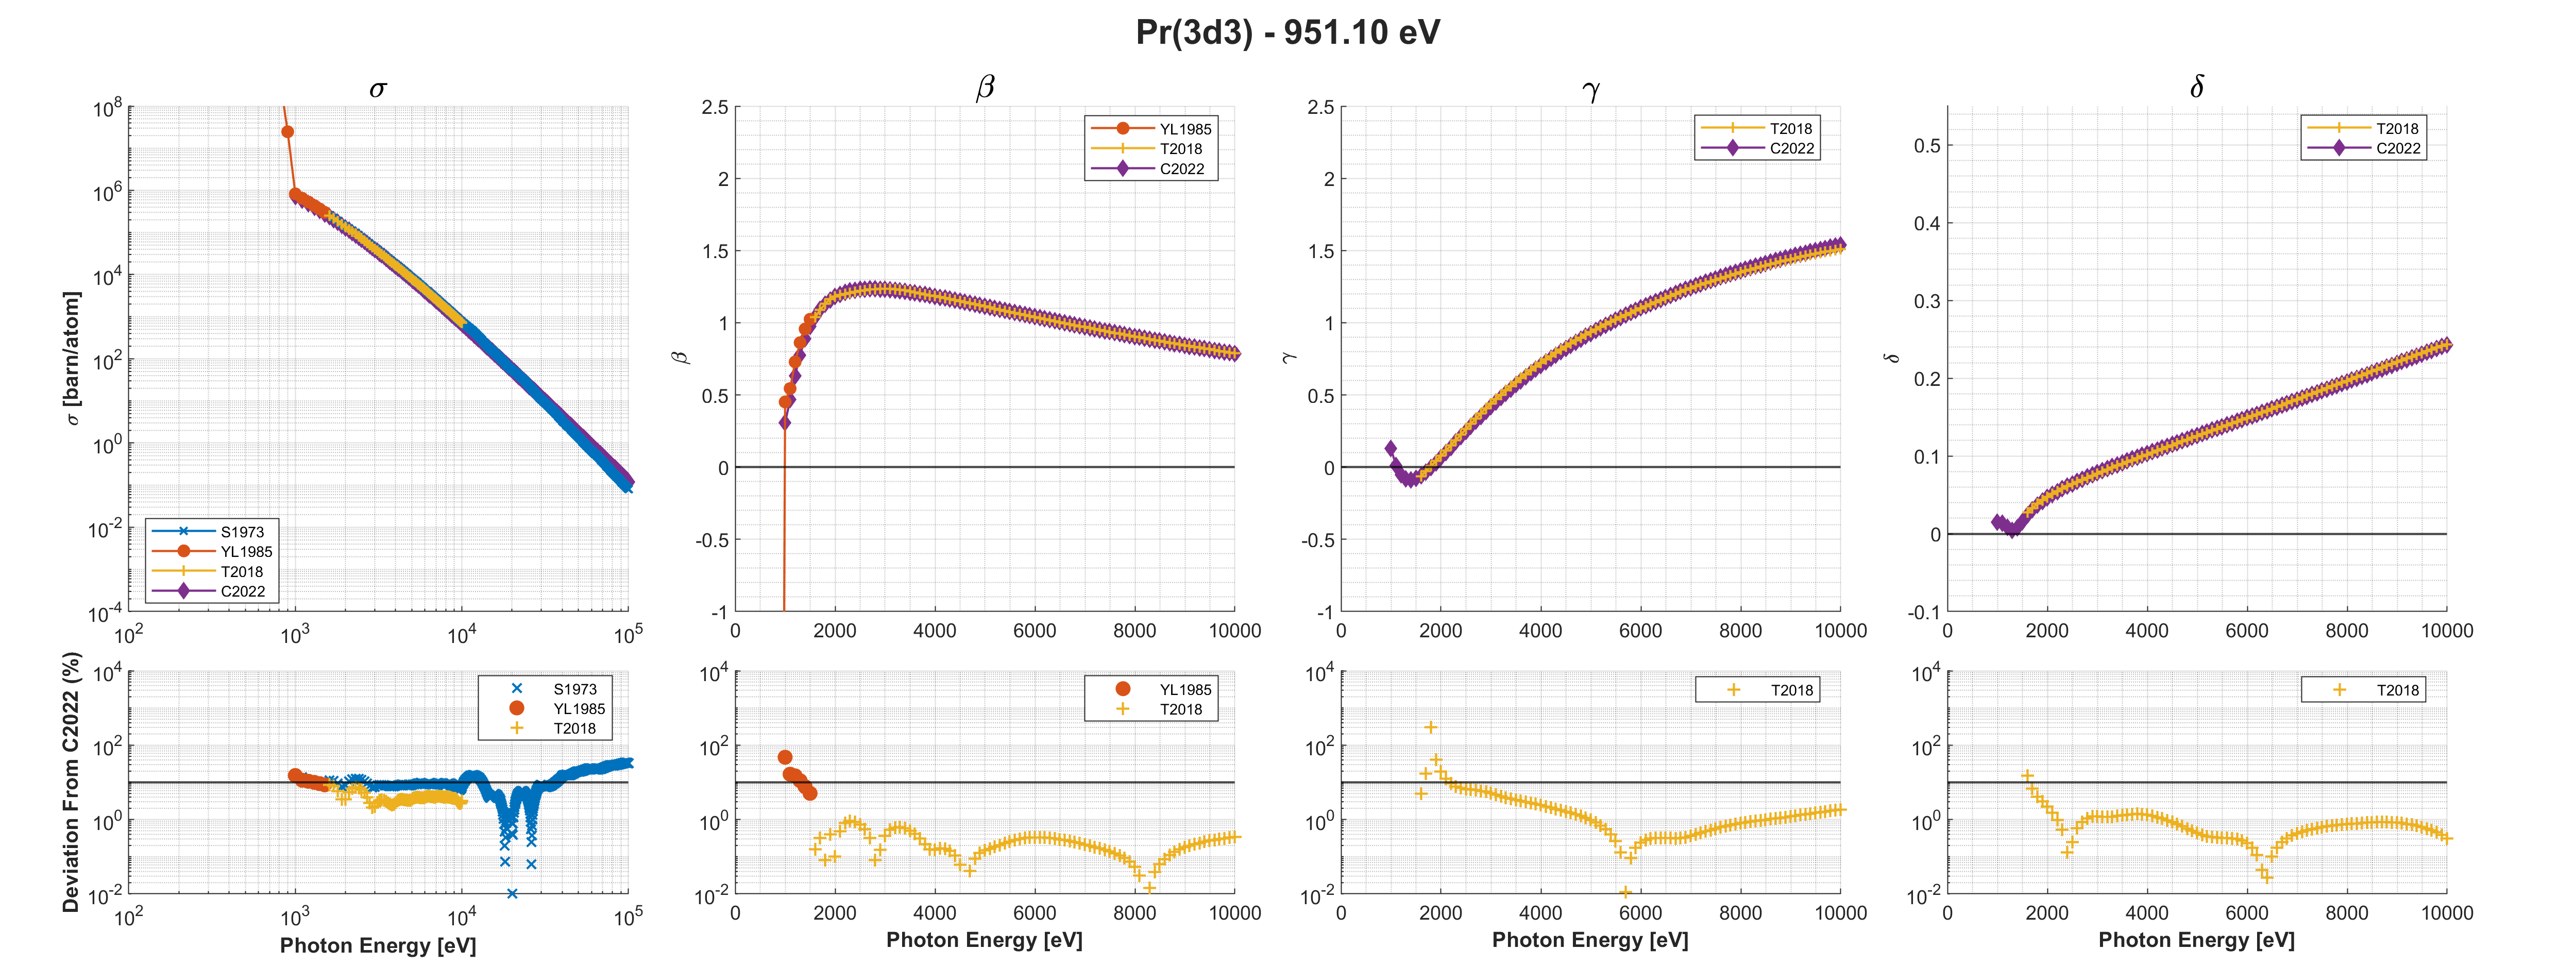 Pr(3d3) - 951.10 eV
σ
10^8
10^6
10^4
10^2
10^0
10^-2
10^-4
σ [barn/atom]
S1973
YL1985
T2018
C2022
10^2
10^3
10^4
10^5
β
2.5
2
1.5
1
0.5
0
-0.5
-1
β
YL1985
T2018
C2022
0
2000
4000
6000
8000
10000
γ
2.5
2
1.5
1
0.5
0
-0.5
-1
γ
T2018
C2022
0
2000
4000
6000
8000
10000
δ
0.5
0.4
0.3
0.2
0.1
0
-0.1
δ
T2018
C2022
0
2000
4000
6000
8000
10000
Deviation From C2022 (%)
10^4
10^2
10^0
10^-2
S1973
YL1985
T2018
10^2
10^3
10^4
10^5
Photon Energy [eV]
10^4
10^2
10^0
10^-2
YL1985
T2018
0
2000
4000
6000
8000
10000
Photon Energy [eV]
10^4
10^2
10^0
10^-2
T2018
0
2000
4000
6000
8000
10000
Photon Energy [eV]
10^4
10^2
10^0
10^-2
T2018
0
2000
4000
6000
8000
10000
Photon Energy [eV]